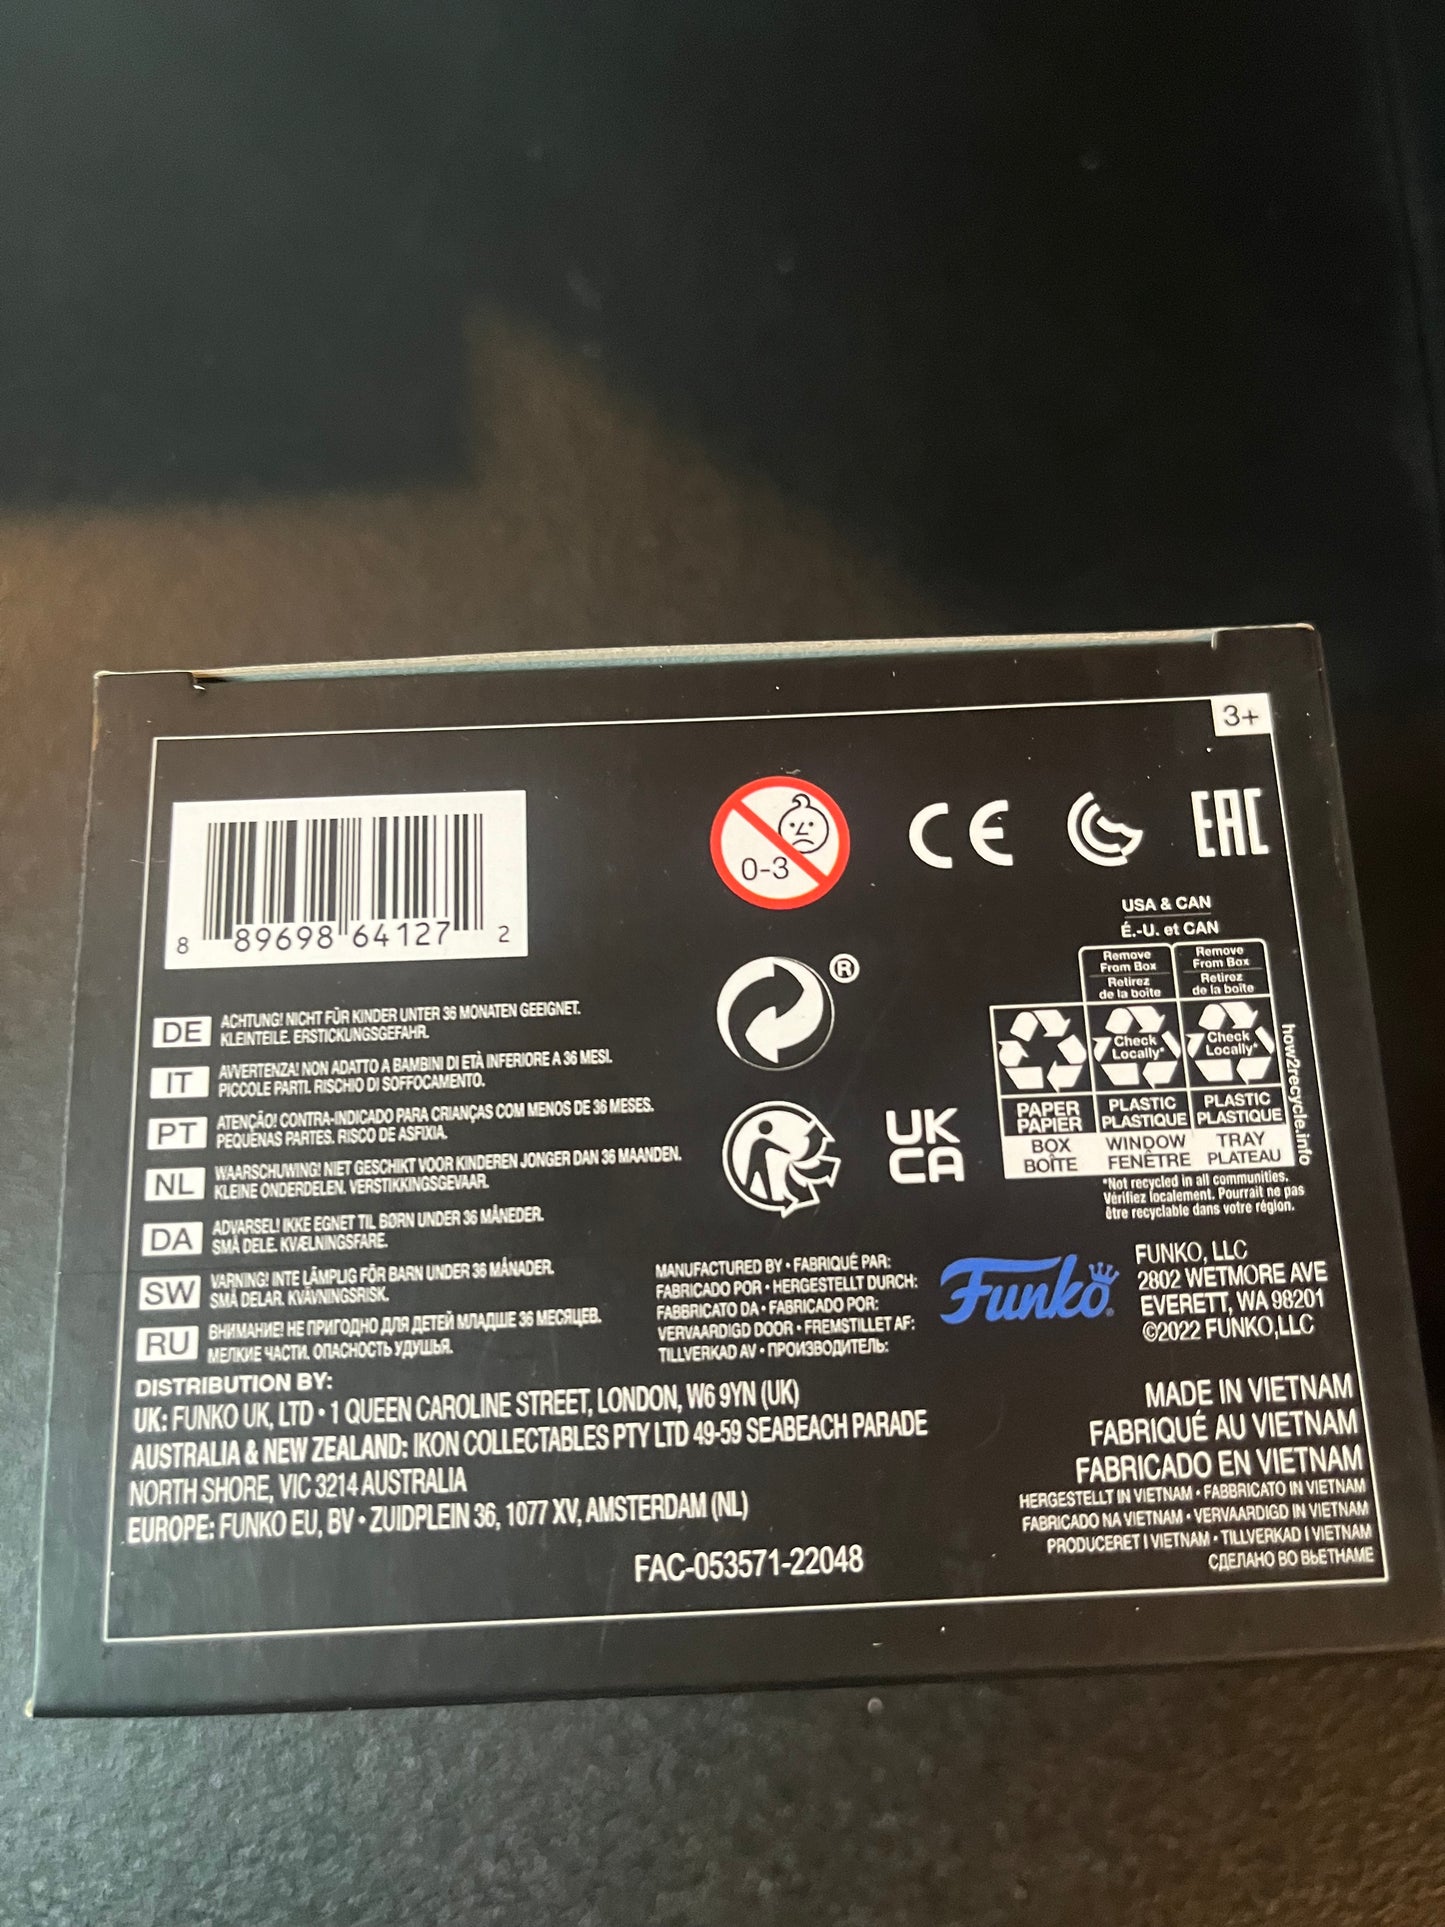 3+
8 89698 64127 2
0-3
CE
EAC
USA & CAN
É.-U. et CAN
Remove
From Box
Retirez
de la boîte
Remove
From Box
Retirez
de la boîte
Check
Locally*
Check
Locally*
PAPER
PAPIER
PLASTIC
PLASTIQUE
PLASTIC
PLASTIQUE
BOX
BOÎTE
WINDOW
FENÊTRE
TRAY
PLATEAU
how2recycle.info
*Not recycled in all communities.
Vérifiez localement. Pourrait ne pas
être recyclable dans votre région.
®
UK
CA
DE ACHTUNG! NICHT FÜR KINDER UNTER 36 MONATEN GEEIGNET.
KLEINTEILE. ERSTICKUNGSGEFAHR.
IT AVVERTENZA! NON ADATTO A BAMBINI DI ETÀ INFERIORE A 36 MESI.
PICCOLE PARTI. RISCHIO DI SOFFOCAMENTO.
PT ATENÇÃO! CONTRA-INDICADO PARA CRIANÇAS COM MENOS DE 36 MESES.
PEQUENAS PARTES. RISCO DE ASFIXIA.
NL WAARSCHUWING! NIET GESCHIKT VOOR KINDEREN JONGER DAN 36 MAANDEN.
KLEINE ONDERDELEN. VERSTIKKINGSGEVAAR.
DA ADVARSEL! IKKE EGNET TIL BØRN UNDER 36 MÅNEDER.
SMÅ DELE. KVÆLNINGSFARE.
SW VARNING! INTE LÄMPLIG FÖR BARN UNDER 36 MÅNADER.
SMÅ DELAR. KVÄVNINGSRISK.
RU ВНИМАНИЕ! НЕ ПРИГОДНО ДЛЯ ДЕТЕЙ МЛАДШЕ 36 МЕСЯЦЕВ.
МЕЛКИЕ ЧАСТИ. ОПАСНОСТЬ УДУШЬЯ.
MANUFACTURED BY • FABRIQUÉ PAR:
FABRICADO POR • HERGESTELLT DURCH:
FABBRICATO DA • FABRICADO POR:
VERVAARDIGD DOOR • FREMSTILLET AF:
TILLVERKAD AV • ПРОИЗВОДИТЕЛЬ:
Funko®
FUNKO, LLC
2802 WETMORE AVE
EVERETT, WA 98201
©2022 FUNKO,LLC
DISTRIBUTION BY:
UK: FUNKO UK, LTD • 1 QUEEN CAROLINE STREET, LONDON, W6 9YN (UK)
AUSTRALIA & NEW ZEALAND: IKON COLLECTABLES PTY LTD 49-59 SEABEACH PARADE
NORTH SHORE, VIC 3214 AUSTRALIA
EUROPE: FUNKO EU, BV • ZUIDPLEIN 36, 1077 XV, AMSTERDAM (NL)
MADE IN VIETNAM
FABRIQUÉ AU VIETNAM
FABRICADO EN VIETNAM
HERGESTELLT IN VIETNAM • FABBRICATO IN VIETNAM
FABRICADO NA VIETNAM • VERVAARDIGD IN VIETNAM
PRODUCERET I VIETNAM • TILLVERKAD I VIETNAM
СДЕЛАНО ВО ВЬЕТНАМЕ
FAC-053571-22048